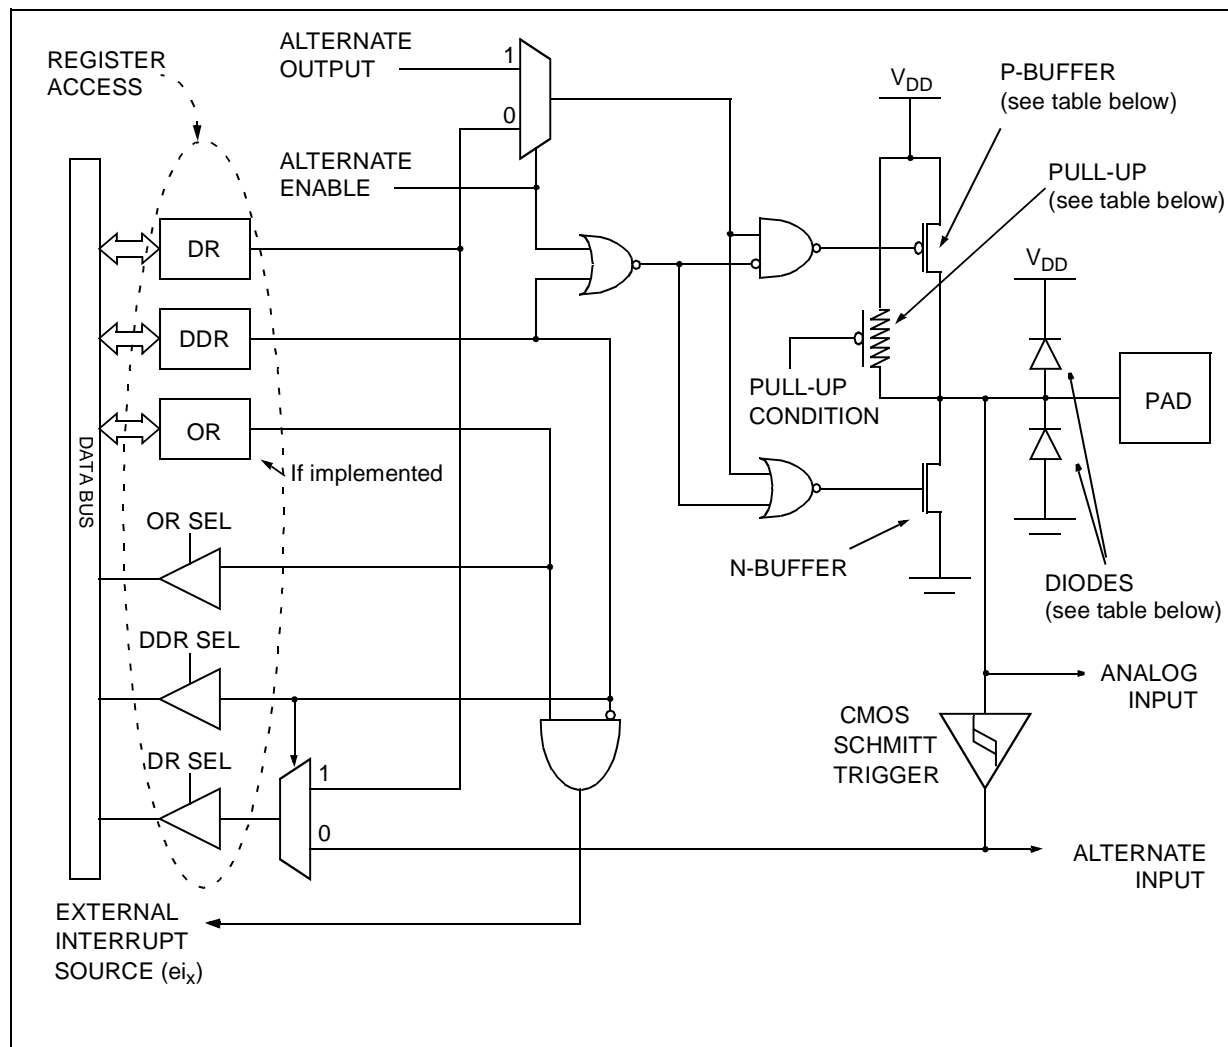 REGISTER
ACCESS
ALTERNATE
OUTPUT
1
0
ALTERNATE
ENABLE
VDD
P-BUFFER
(see table below)
PULL-UP
(see table below)
DR
DDR
OR
If implemented
DATA BUS
PULL-UP
CONDITION
VDD
PAD
N-BUFFER
DIODES
(see table below)
OR SEL
DDR SEL
DR SEL
1
0
ANALOG
INPUT
CMOS
SCHMITT
TRIGGER
ALTERNATE
INPUT
EXTERNAL
INTERRUPT
SOURCE (eix)